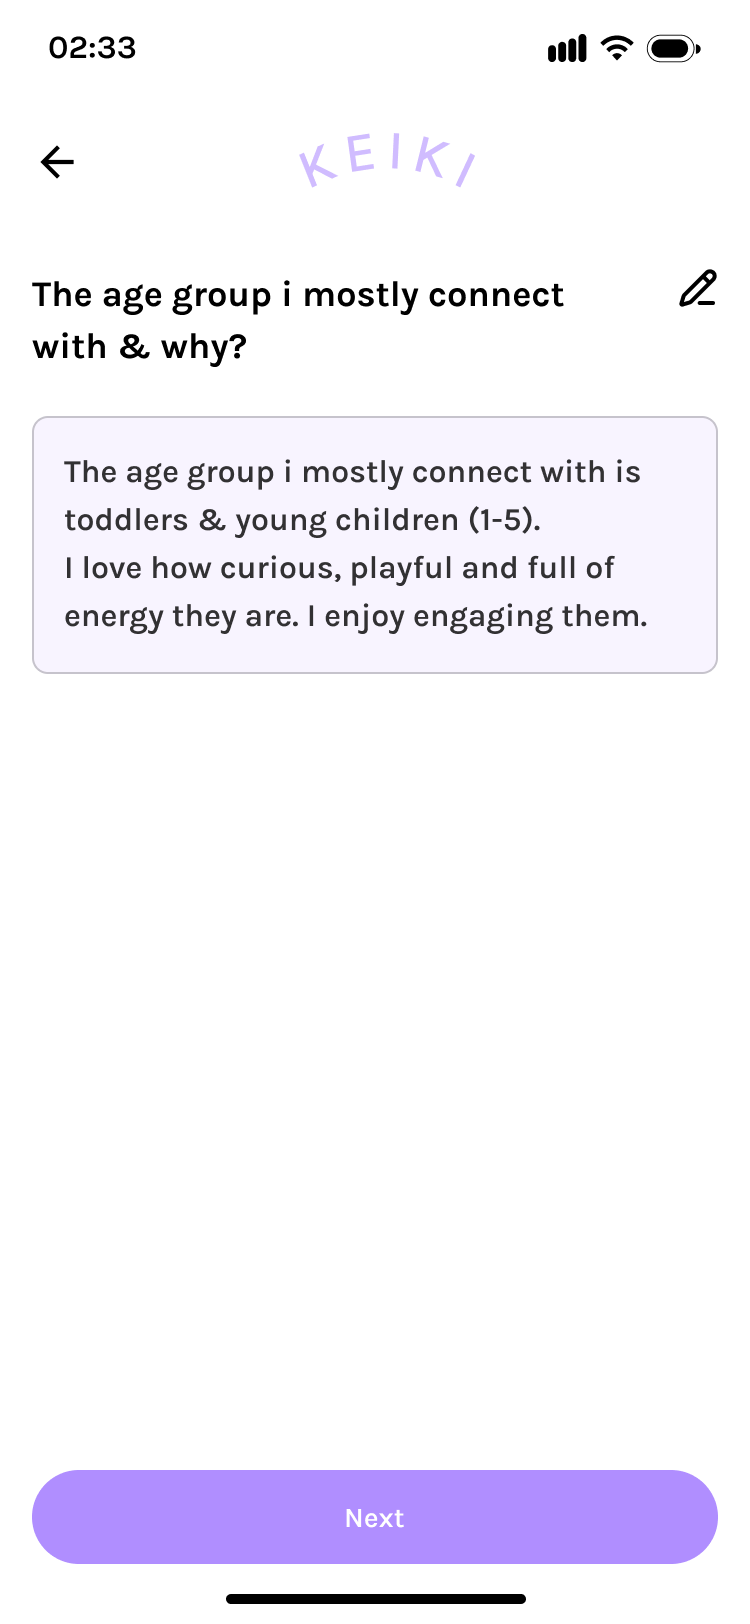 02:33
KEIKI
The age group i mostly connect
with & why?
The age group i mostly connect with is
toddlers & young children (1-5).
I love how curious, playful and full of
energy they are. I enjoy engaging them.
Next